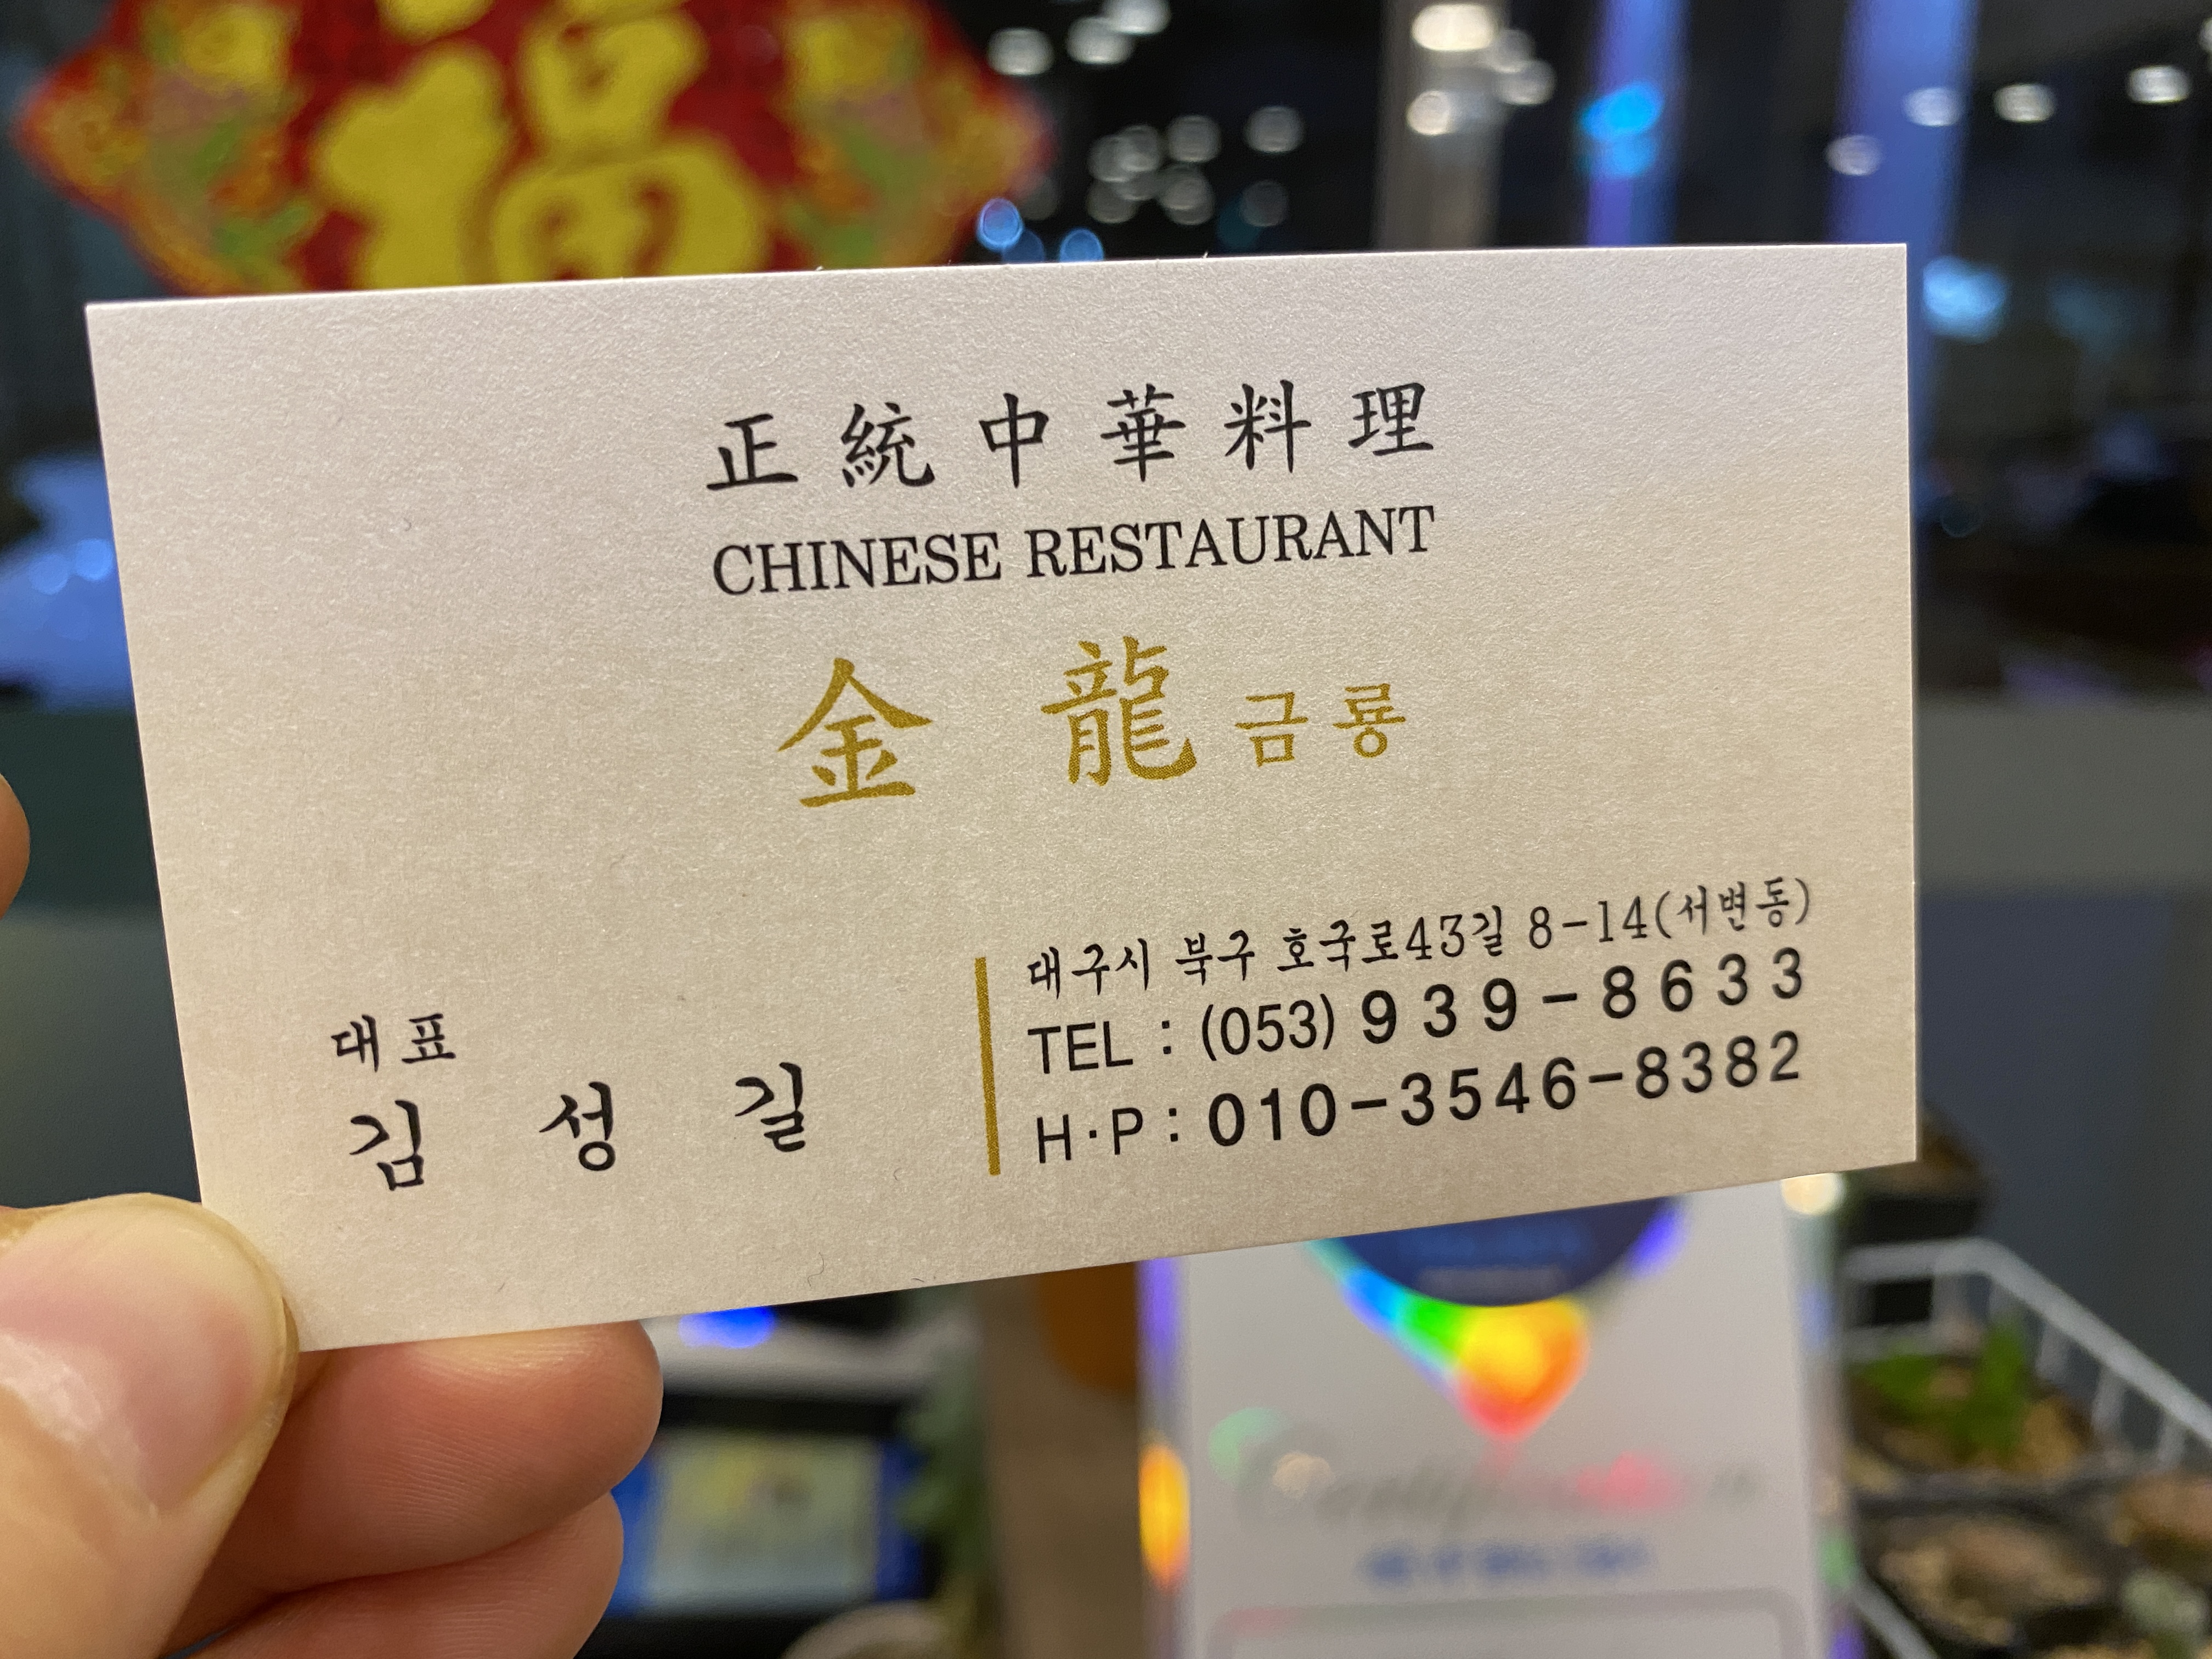 福
正統中華料理
CHINESE RESTAURANT
金龍 금룡
대표
김 성 길
대구시 북구 호국로43길 8-14(서변동)
TEL : (053) 939-8633
H·P : 010-3546-8382